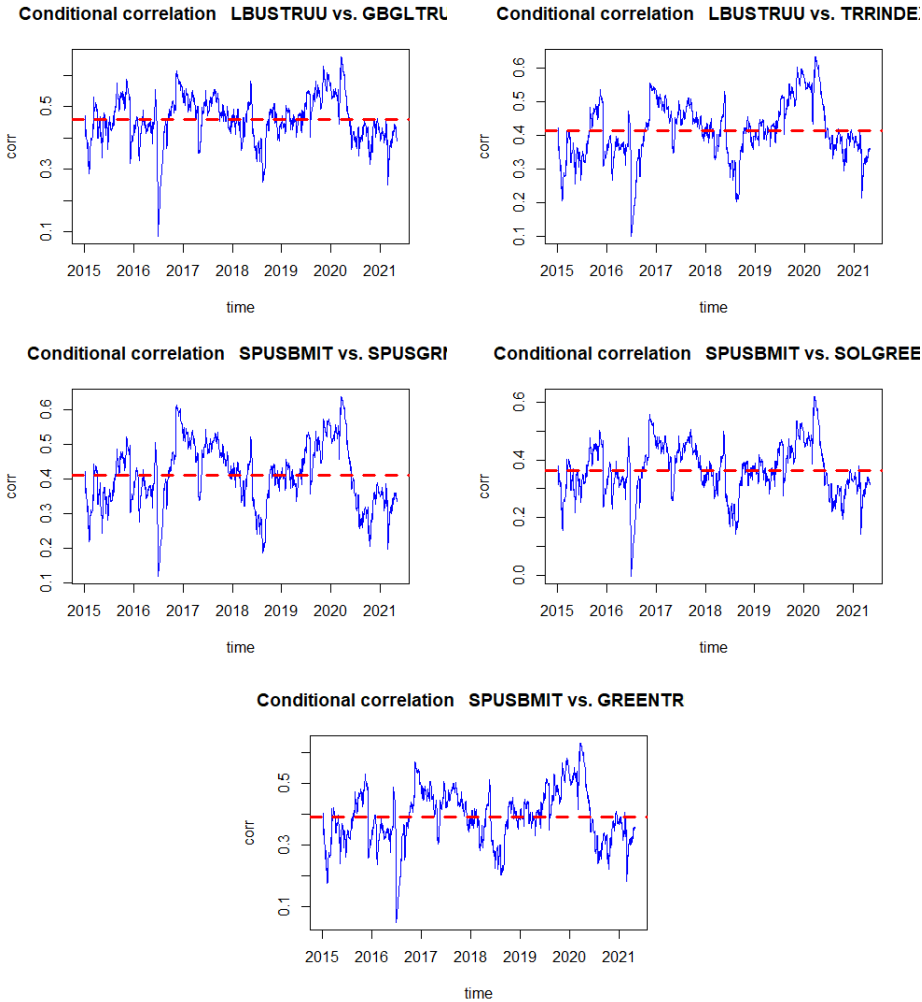 Conditional correlation LBUSTRUU vs. GBGLTRU
corr
0.5
0.3
0.1
2015 2016 2017 2018 2019 2020 2021
time
Conditional correlation LBUSTRUU vs. TRRINDEX
corr
0.6
0.5
0.4
0.3
0.2
0.1
2015 2016 2017 2018 2019 2020 2021
time
Conditional correlation SPUSBMIT vs. SPUSGRN
corr
0.6
0.5
0.4
0.3
0.2
0.1
2015 2016 2017 2018 2019 2020 2021
time
Conditional correlation SPUSBMIT vs. SOLGREE
corr
0.6
0.4
0.2
0.0
2015 2016 2017 2018 2019 2020 2021
time
Conditional correlation SPUSBMIT vs. GREENTR
corr
0.5
0.3
0.1
2015 2016 2017 2018 2019 2020 2021
time